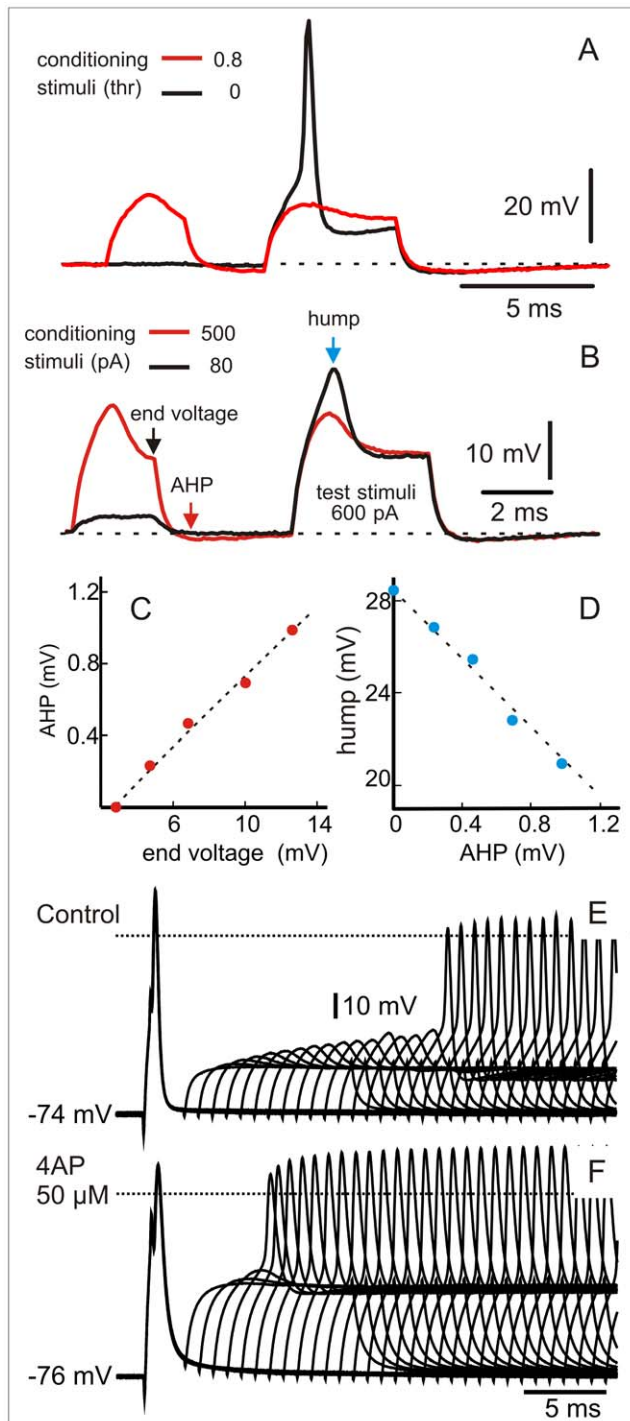 A
conditioning 0.8
stimuli (thr) 0
20 mV
5 ms
B
conditioning 500
stimuli (pA) 80
hump
end voltage
AHP
10 mV
2 ms
test stimuli
600 pA
C
AHP (mV)
1.2
0.8
0.4
6 10 14
end voltage (mV)
D
hump (mV)
28
24
20
0 0.4 0.8 1.2
AHP (mV)
E
Control
10 mV
-74 mV
F
4AP
50 µM
-76 mV
5 ms